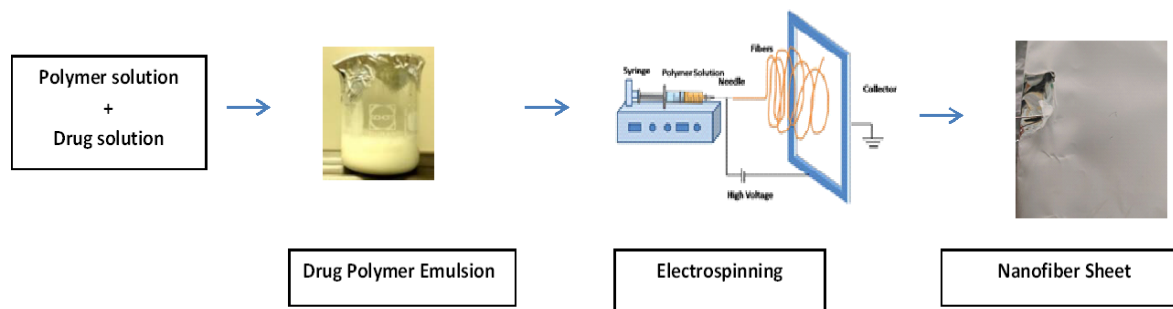 Polymer solution
+
Drug solution
Syringe
Polymer Solution
Needle
Fibers
Collector
High Voltage
Drug Polymer Emulsion
Electrospinning
Nanofiber Sheet